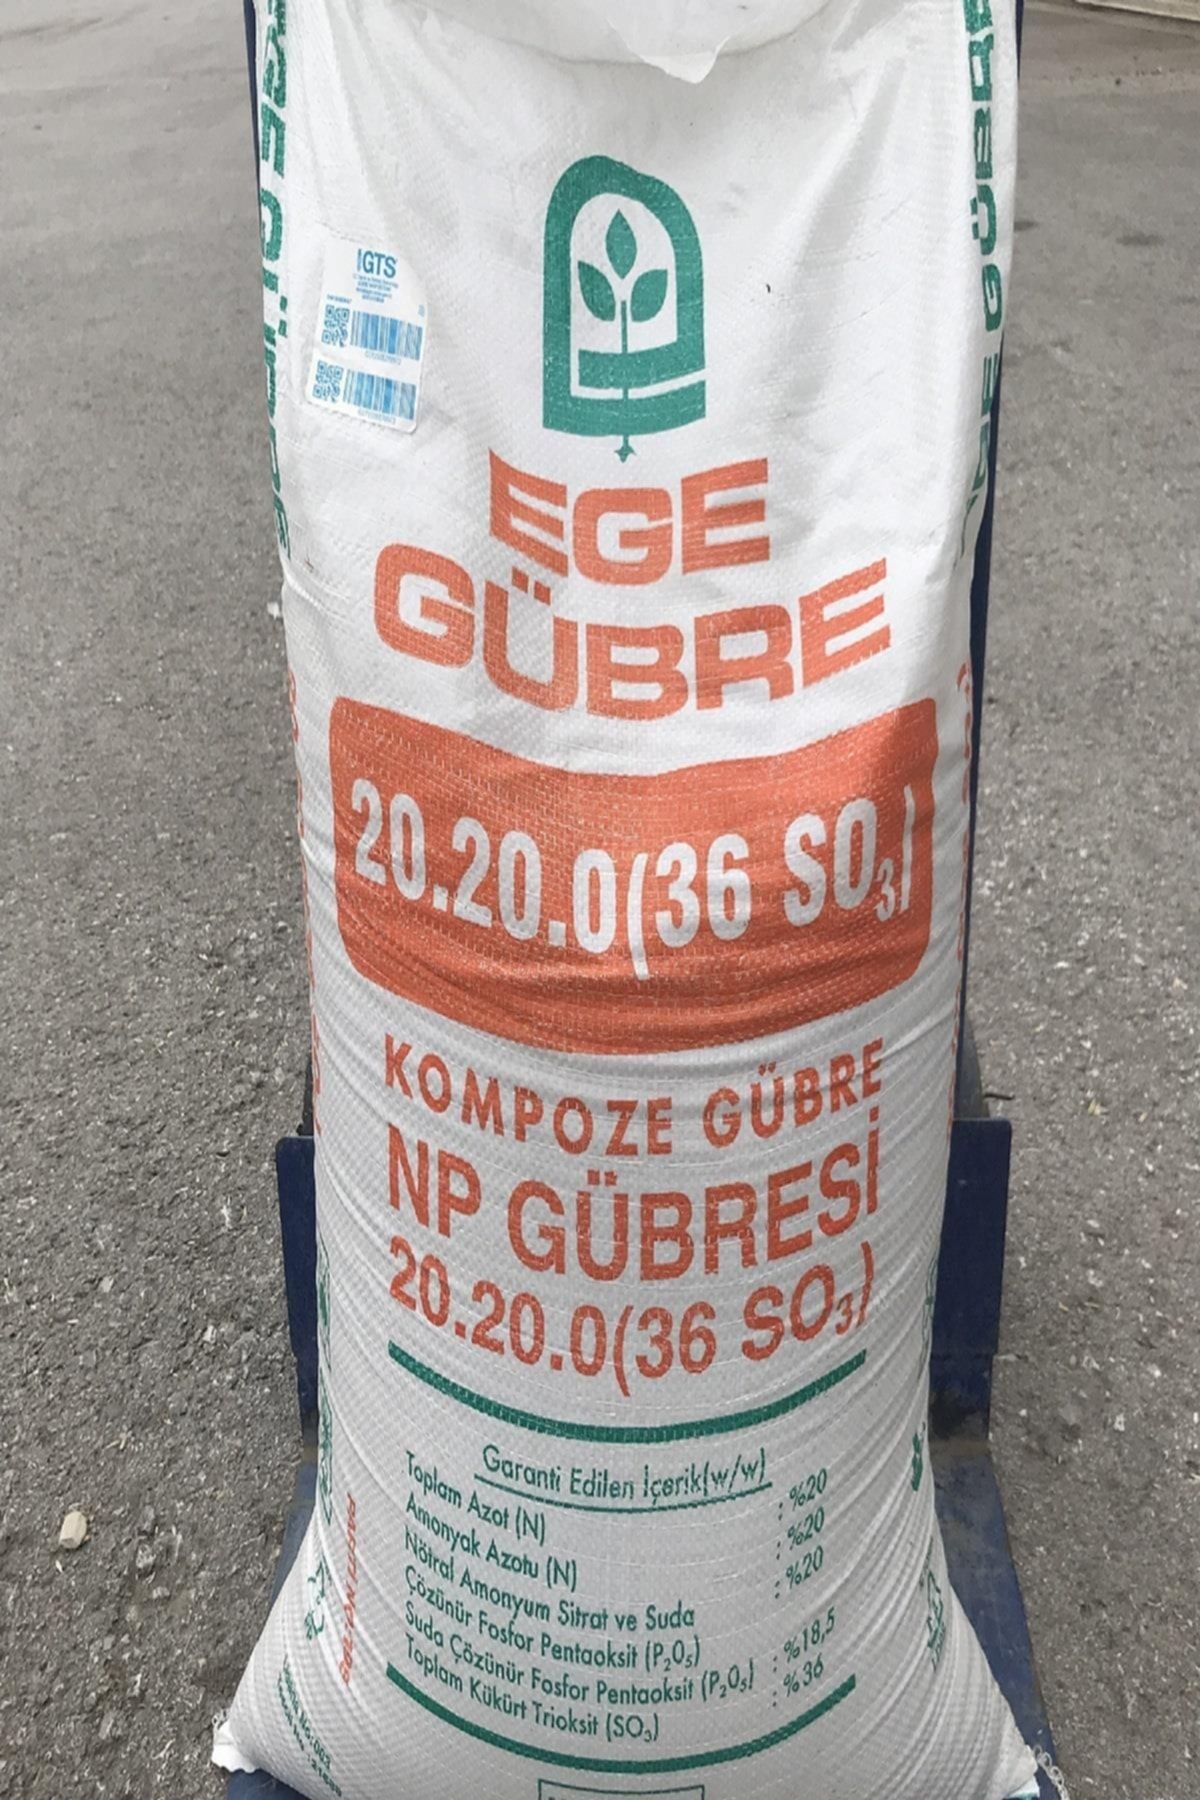 EGE GÜBRE
EGE GÜBRE
İGTS
EGE
GÜBRE
20.20.0(36 SO₃)
KOMPOZE GÜBRE
NP GÜBRESİ
20.20.0(36 SO₃)
Garanti Edilen İçerik(w/w)
Toplam Azot (N) : %20
Amonyak Azotu (N) : %20
Nötral Amonyum Sitrat ve Suda : %20
Çözünür Fosfor Pentaoksit (P₂O₅)
Suda Çözünür Fosfor Pentaoksit (P₂O₅) : %18,5
Toplam Kükürt Trioksit (SO₃) : %36